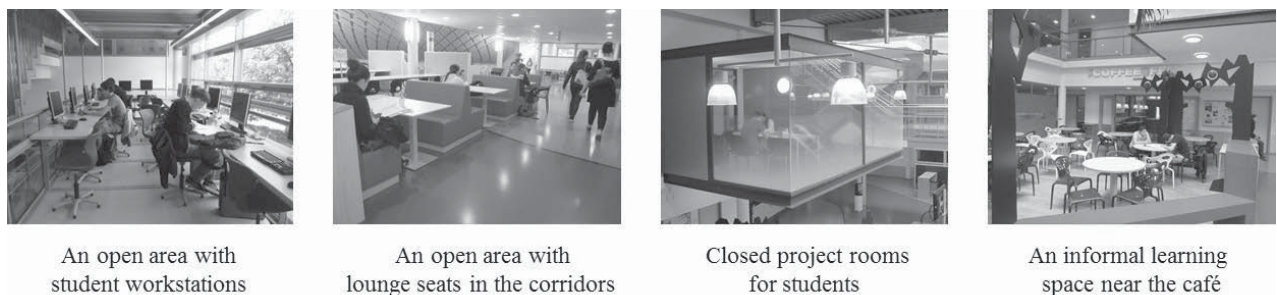 COFFEE
An open area with
student workstations
An open area with
lounge seats in the corridors
Closed project rooms
for students
An informal learning
space near the café